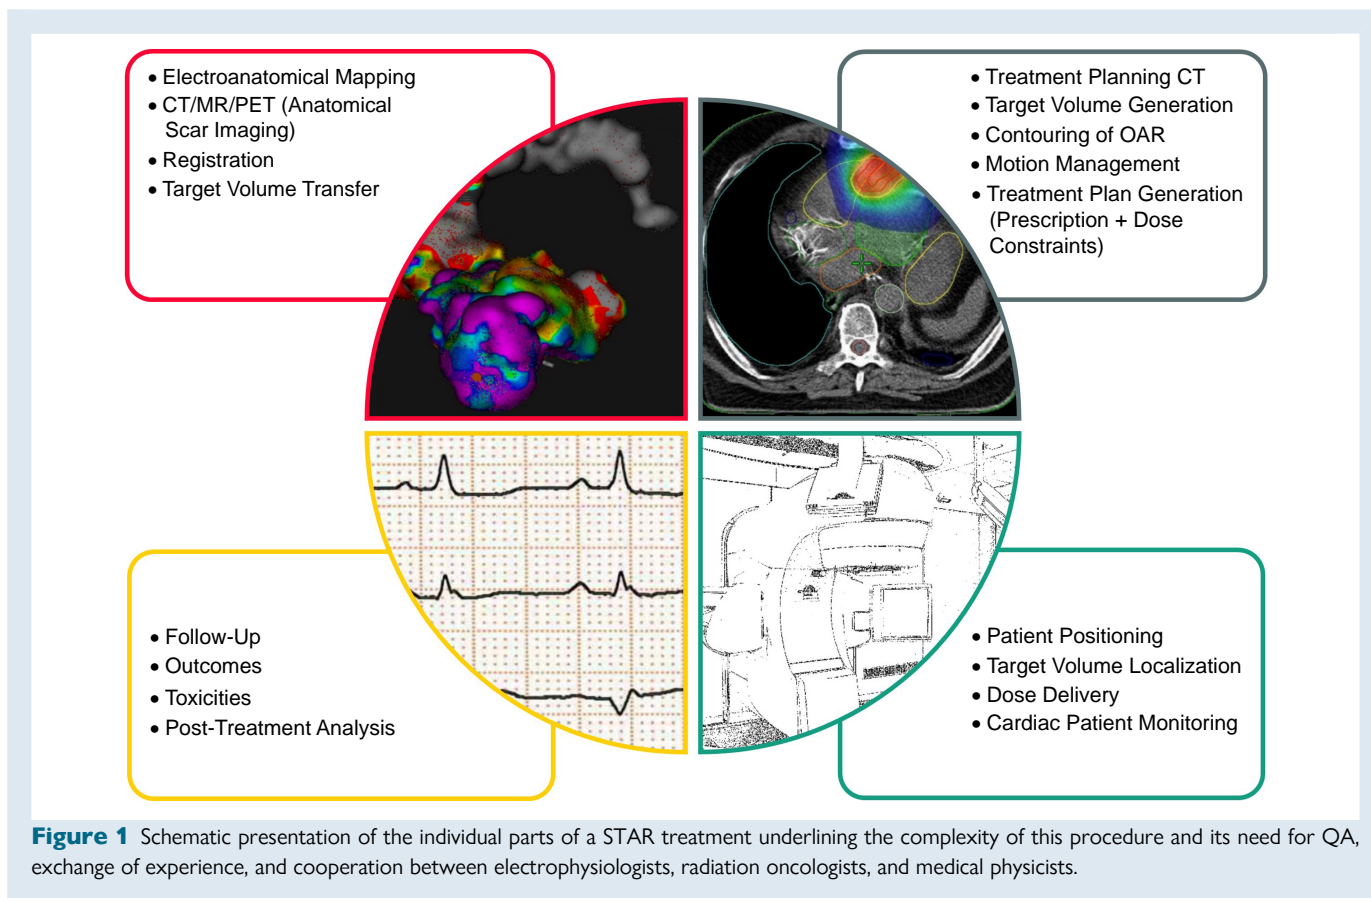 • Electroanatomical Mapping
• CT/MR/PET (Anatomical
Scar Imaging)
• Registration
• Target Volume Transfer
• Treatment Planning CT
• Target Volume Generation
• Contouring of OAR
• Motion Management
• Treatment Plan Generation
(Prescription + Dose
Constraints)
• Follow-Up
• Outcomes
• Toxicities
• Post-Treatment Analysis
• Patient Positioning
• Target Volume Localization
• Dose Delivery
• Cardiac Patient Monitoring
Figure 1 Schematic presentation of the individual parts of a STAR treatment underlining the complexity of this procedure and its need for QA,
exchange of experience, and cooperation between electrophysiologists, radiation oncologists, and medical physicists.